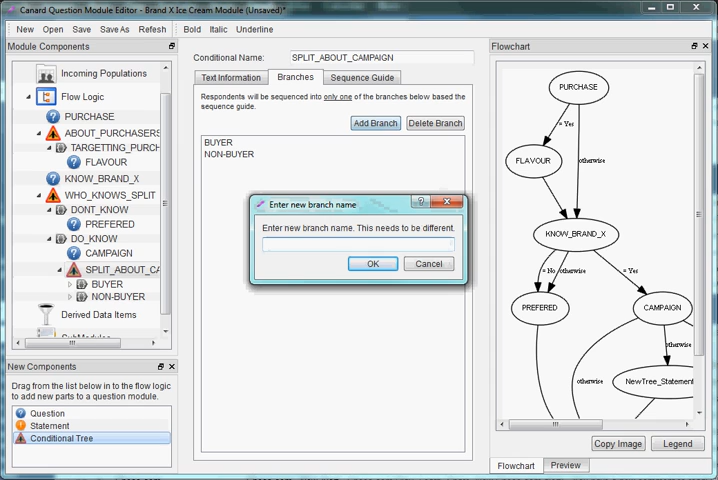 Canard Question Module Editor - Brand X Ice Cream Module (Unsaved)*
New Open Save Save As Refesh Bold Italic Underline
Module Components
Incoming Populations
Flow Logic
PURCHASE
ABOUT_PURCHASERS
TARGETTING_PURCH
FLAVOUR
KNOW_BRAND_X
WHO_KNOWS_SPLIT
DONT_KNOW
PREFERED
DO_KNOW
CAMPAIGN
SPLIT_ABOUT_CA
BUYER
NON-BUYER
Derived Data Items
SubModules
New Components
Drag from the list below in to the flow logic
to add new parts to a question module.
Question
Statement
Conditional Tree
Conditional Name: SPLIT_ABOUT_CAMPAIGN
Text Information Branches Sequence Guide
Respondents will be sequenced into only one of the branches below based the
sequence guide.
Add Branch Delete Branch
BUYER
NON-BUYER
Enter new branch name
Enter new branch name. This needs to be different.
OK Cancel
Flowchart
PURCHASE
= Yes
FLAVOUR
otherwise
KNOW_BRAND_X
= No otherwise = Yes
PREFERED
CAMPAIGN
otherwise
otherwise
NewTree_Statement
Copy Image Legend
Flowchart Preview